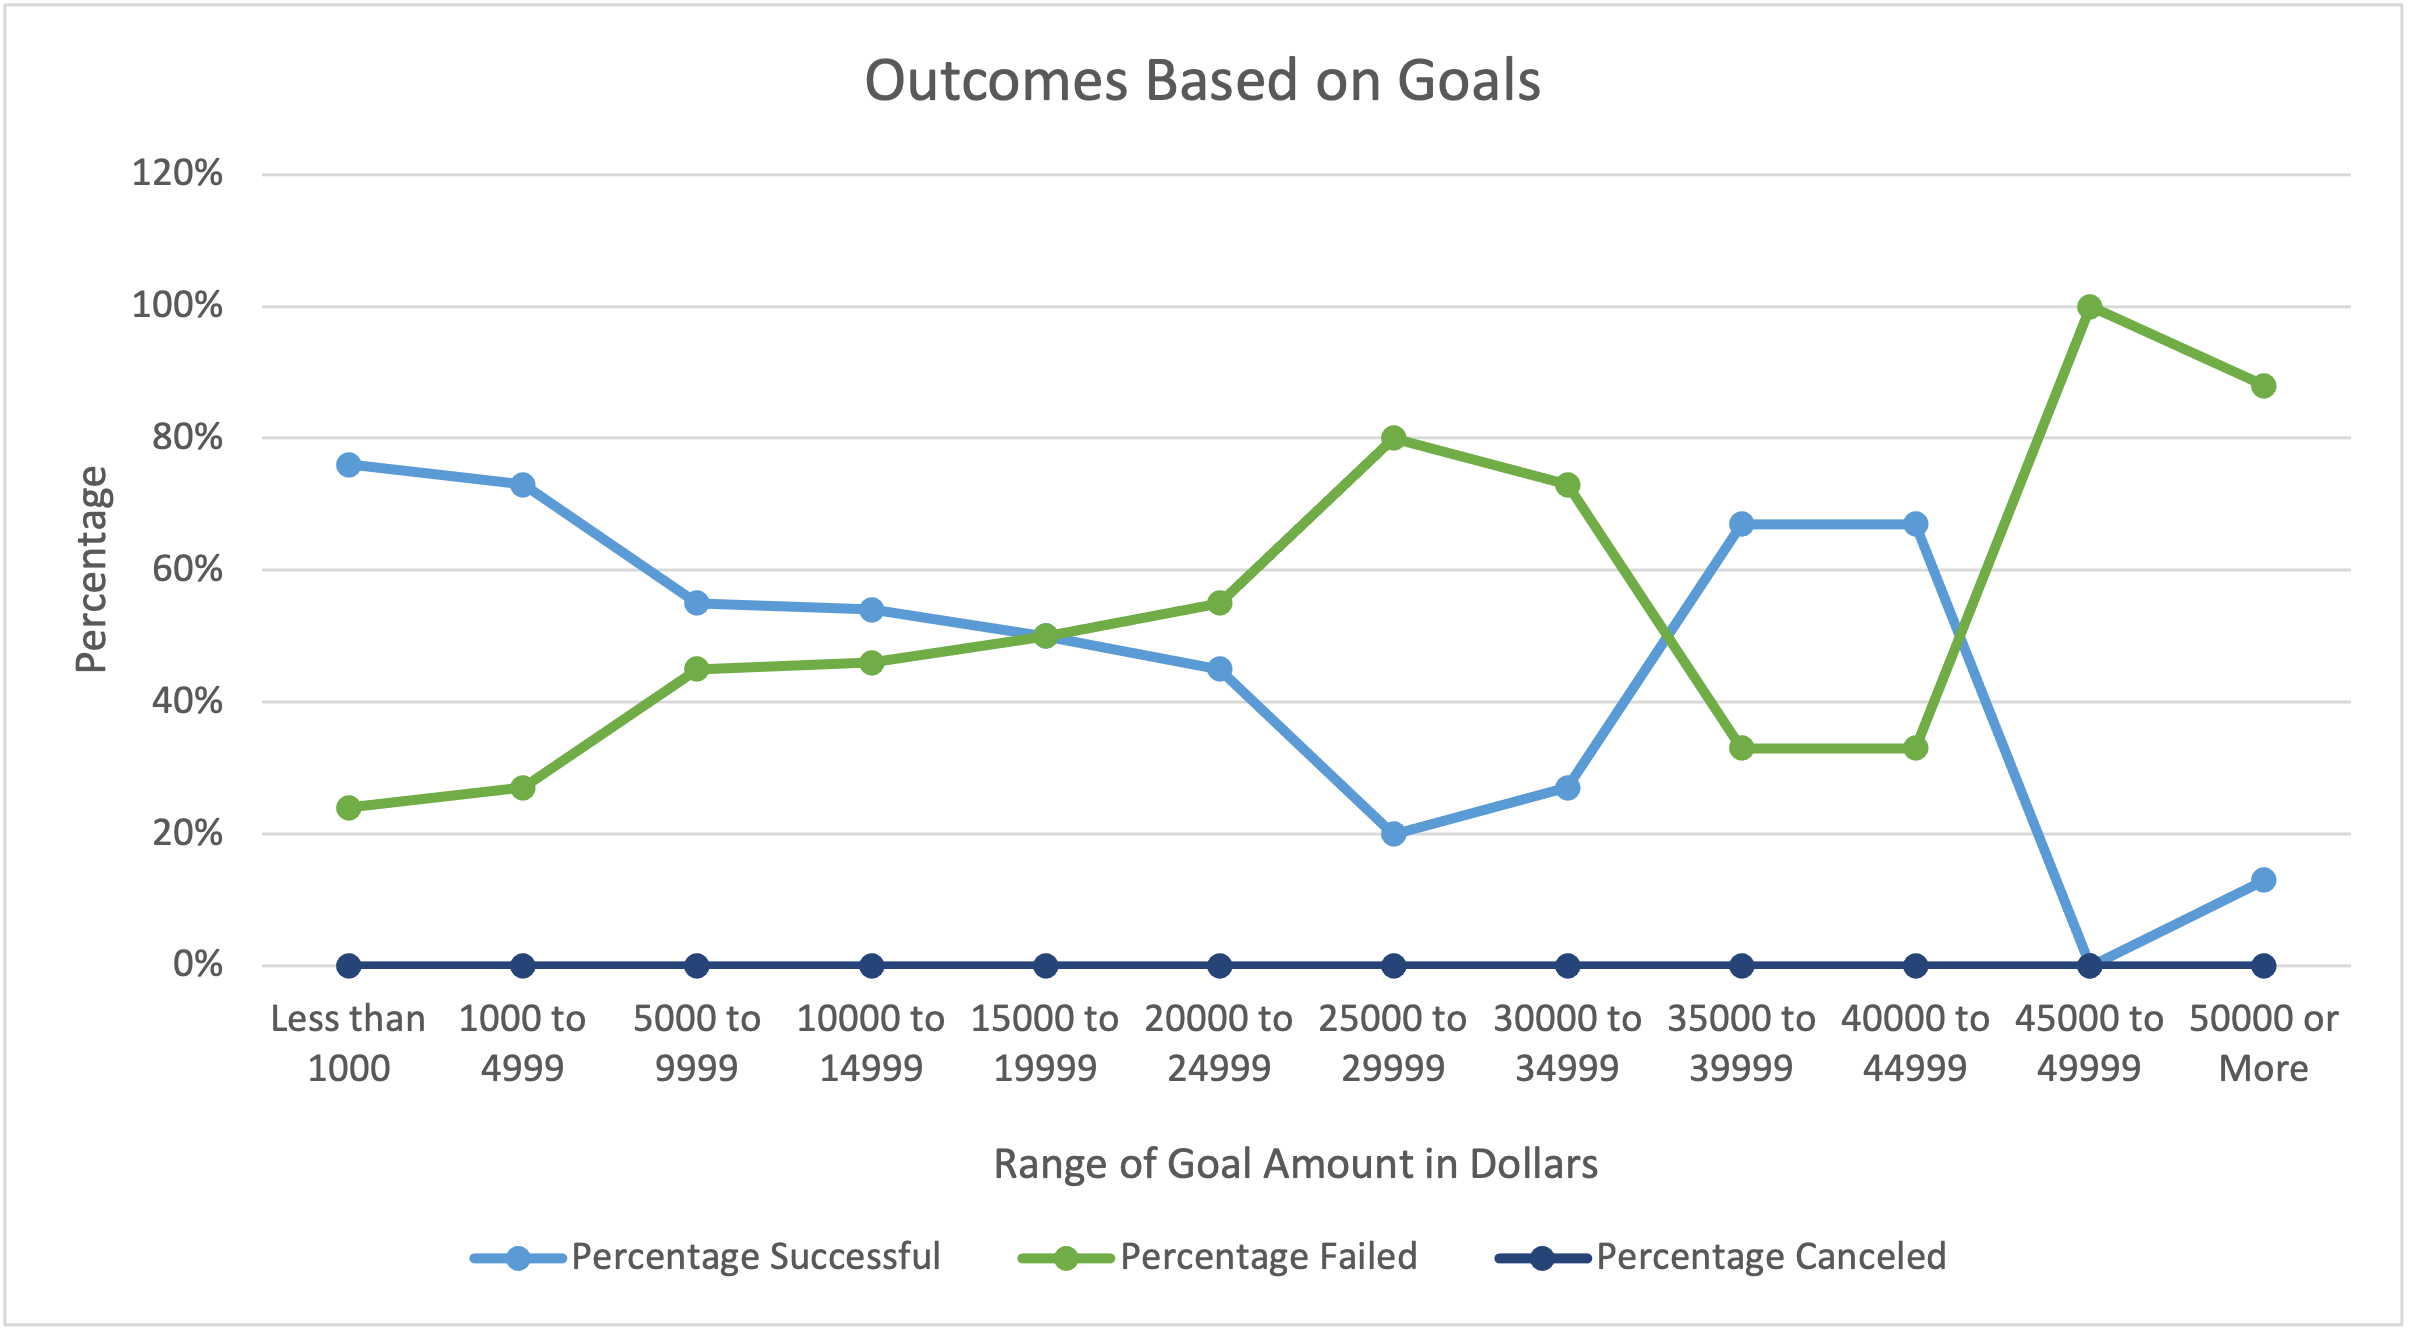 Outcomes Based on Goals
120%
100%
80%
60%
40%
20%
0%
Percentage
Less than
1000
1000 to
4999
5000 to
9999
10000 to
14999
15000 to
19999
20000 to
24999
25000 to
29999
30000 to
34999
35000 to
39999
40000 to
44999
45000 to
49999
50000 or
More
Range of Goal Amount in Dollars
Percentage Successful
Percentage Failed
Percentage Canceled